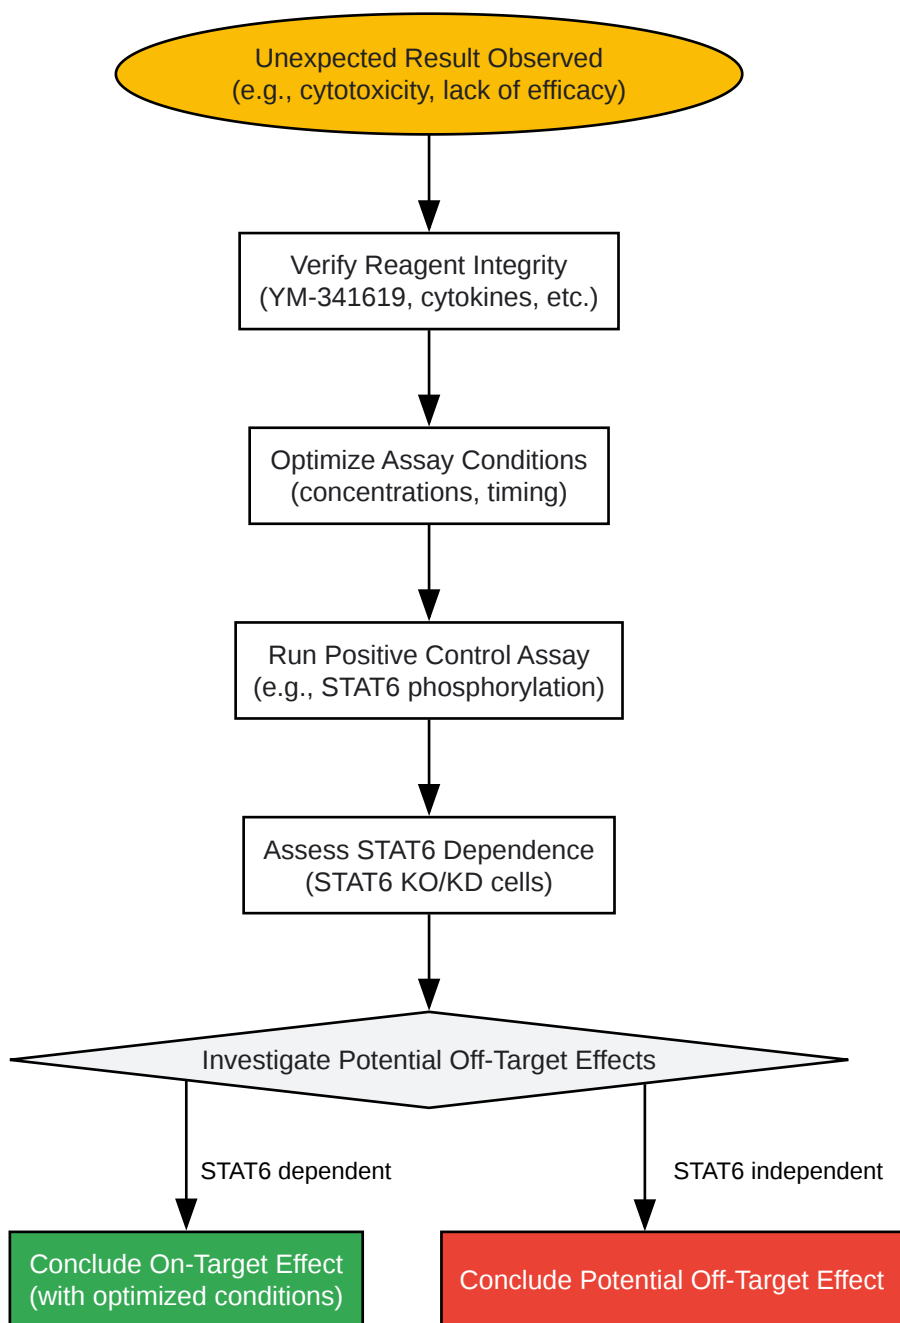 Unexpected Result Observed
(e.g., cytotoxicity, lack of efficacy)
Verify Reagent Integrity
(YM-341619, cytokines, etc.)
Optimize Assay Conditions
(concentrations, timing)
Run Positive Control Assay
(e.g., STAT6 phosphorylation)
Assess STAT6 Dependence
(STAT6 KO/KD cells)
Investigate Potential Off-Target Effects
STAT6 dependent
STAT6 independent
Conclude On-Target Effect
(with optimized conditions)
Conclude Potential Off-Target Effect